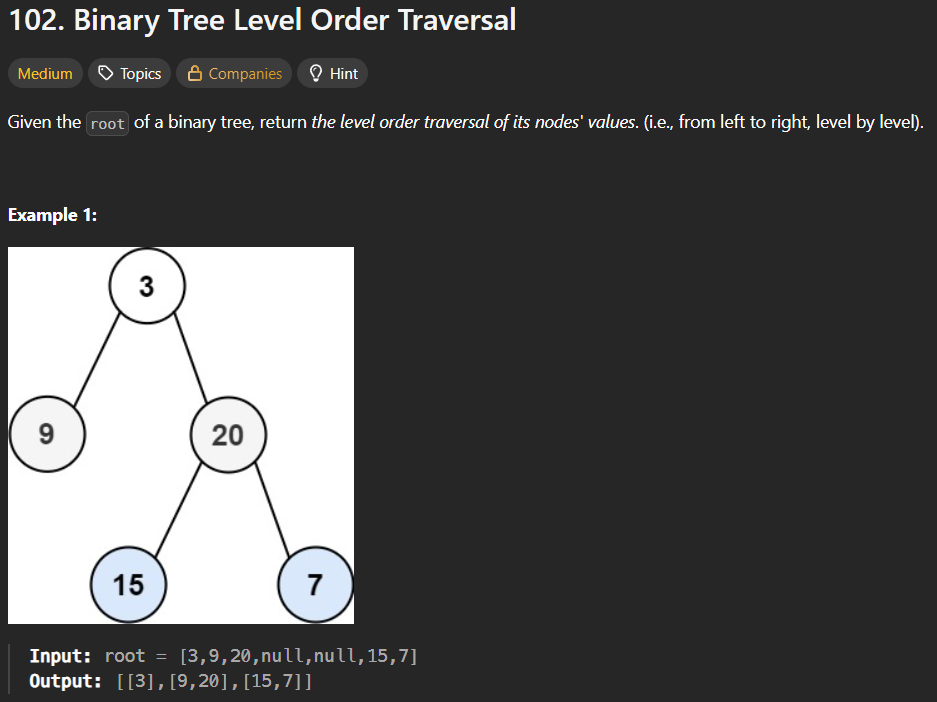 102. Binary Tree Level Order Traversal
Medium Topics Companies Hint
Given the root of a binary tree, return the level order traversal of its nodes' values. (i.e., from left to right, level by level).
Example 1:
3
9 20
15 7
Input: root = [3,9,20,null,null,15,7]
Output: [[3],[9,20],[15,7]]